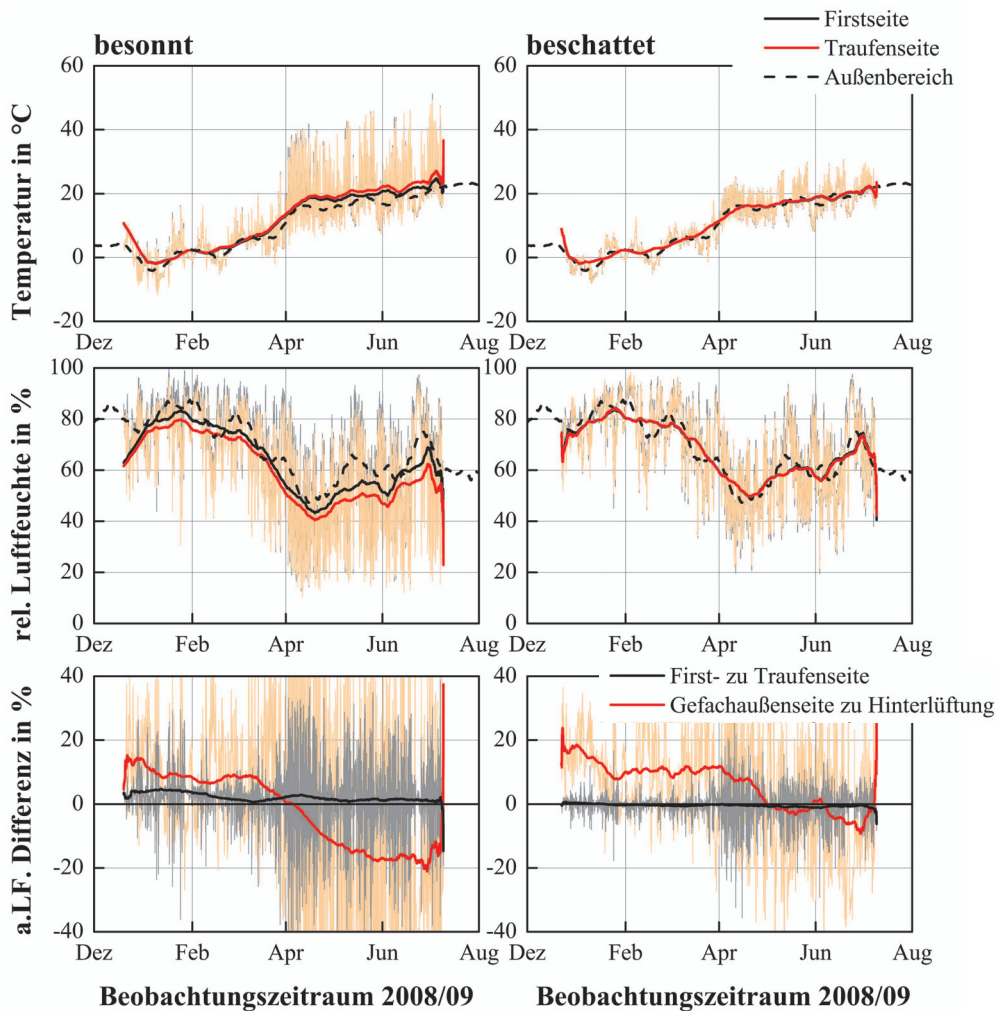 besonnt
beschattet
Firstseite
Traufenseite
Außenbereich
Temperatur in °C
60
40
20
0
-20
Dez Feb Apr Jun Aug
60
40
20
0
-20
Dez Feb Apr Jun Aug
rel. Luftfeuchte in %
100
80
60
40
20
0
Dez Feb Apr Jun Aug
100
80
60
40
20
0
Dez Feb Apr Jun Aug
a.LF. Differenz in %
40
20
0
-20
-40
Dez Feb Apr Jun Aug
First- zu Traufenseite
Gefachaußenseite zu Hinterlüftung
40
20
0
-20
-40
Dez Feb Apr Jun Aug
Beobachtungszeitraum 2008/09
Beobachtungszeitraum 2008/09